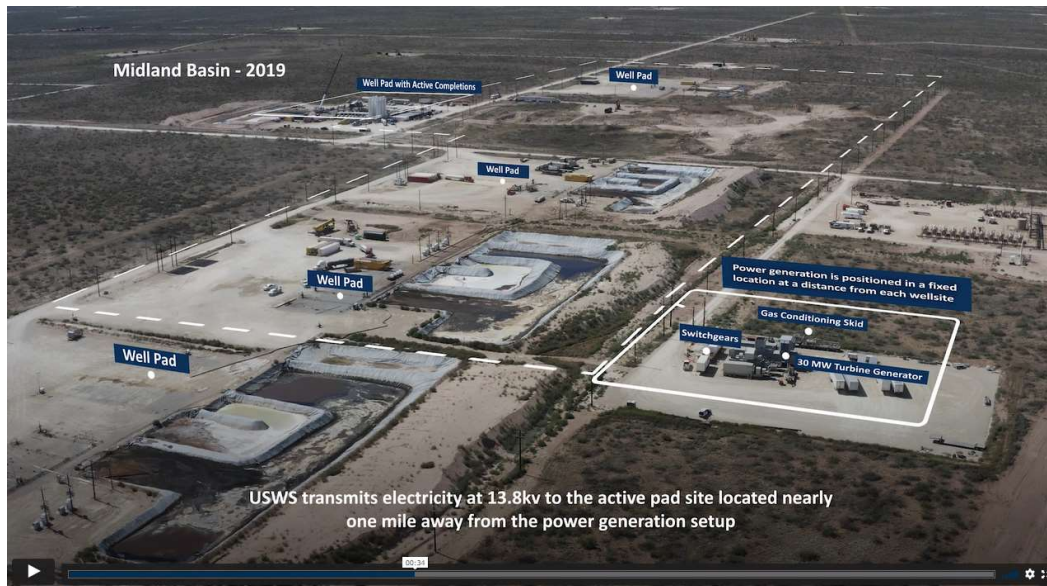 Midland Basin - 2019
Well Pad with Active Completions
Well Pad
Well Pad
Well Pad
Well Pad
Power generation is positioned in a fixed
location at a distance from each wellsite
Gas Conditioning Skid
Switchgears
30 MW Turbine Generator
USWS transmits electricity at 13.8kv to the active pad site located nearly
one mile away from the power generation setup
00:34